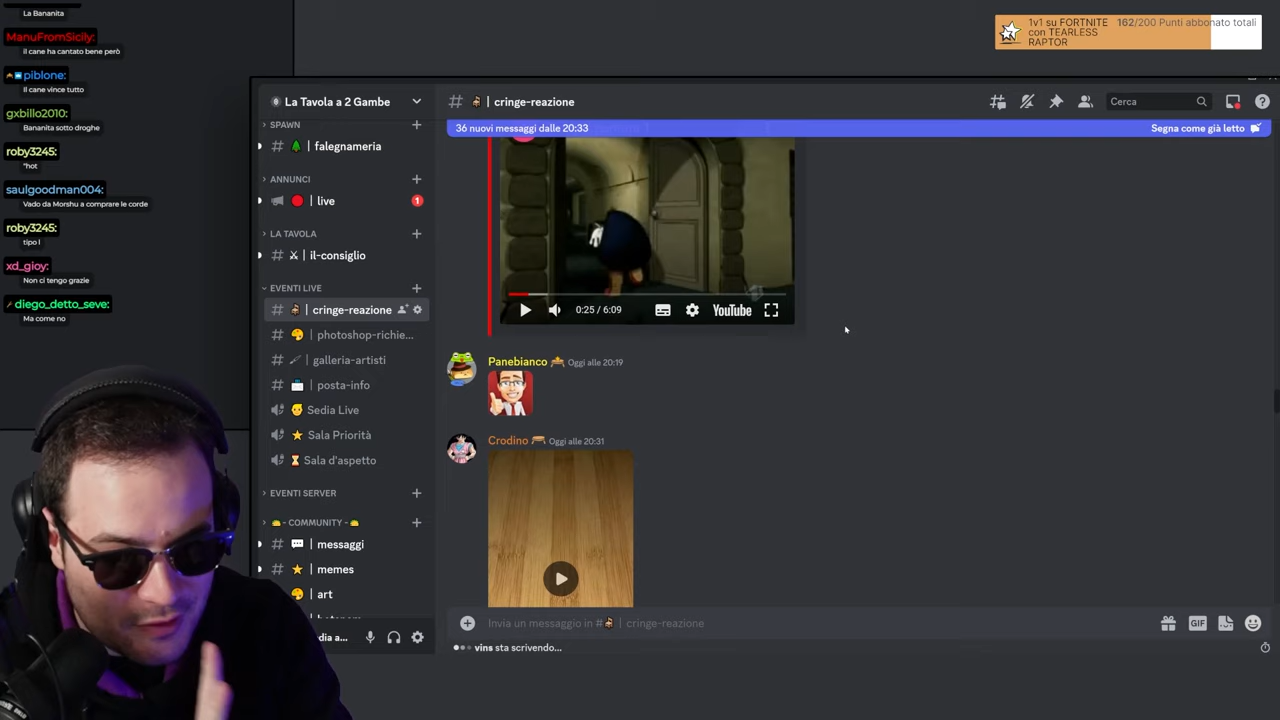 La Bananita
ManuFromSicily:
il cane ha cantato bene però
piblone:
Il cane vince tutto
gxbillo2010:
Bananita sotto droghe
roby3245:
"hot
saulgoodman004:
Vado da Morshu a comprare le corde
roby3245:
tipo l
xd_gioy:
Non ci tengo grazie
diego_detto_seve:
Ma come no
1v1 su FORTNITE
con TEARLESS
RAPTOR
162/200 Punti abbonato totali
La Tavola a 2 Gambe
SPAWN
| falegnameria
ANNUNCI
| live
1
LA TAVOLA
| il-consiglio
EVENTI LIVE
| cringe-reazione
| photoshop-richie...
| galleria-artisti
| posta-info
Sedia Live
Sala Priorità
Sala d'aspetto
EVENTI SERVER
- COMMUNITY -
| messaggi
| memes
| art
dia a...
# | cringe-reazione
Cerca
36 nuovi messaggi dalle 20:33
Segna come già letto
0:25 / 6:09
YouTube
Panebianco Oggi alle 20:19
Crodino Oggi alle 20:31
Invia un messaggio in # | cringe-reazione
GIF
vins sta scrivendo...